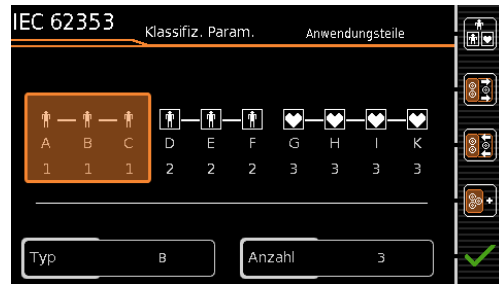 IEC 62353 Klassifiz. Param. Anwendungsteile
A B C D E F G H I K
1 1 1 2 2 2 3 3 3 3
Typ B Anzahl 3